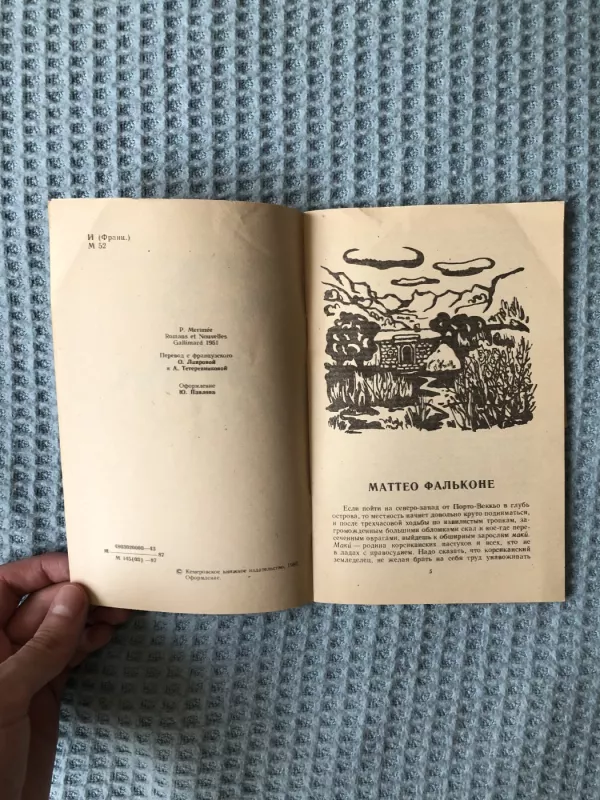 И (Франц.)
М 52
P. Merimée
Romans et Nouvelles
Gallimard 1961
Перевод с французского
О. Лавровой
и А. Тетеревниковой
Оформление
Ю. Павлова
© Кемеровское книжное издательство,
Оформление.
МАТТЕО ФАЛЬКОНЕ
Если пойти на северо-запад от Порто-Веккьо в глубь
острова, то местность начнет довольно круто подниматься,
и после трехчасовой ходьбы по извилистым тропкам, за-
громожденным большими обломками скал и кое-где пере-
сеченным оврагами, выйдешь к обширным зарослям маки.
Маки — родина корсиканских пастухов и всех, кто не
в ладах с правосудием. Надо сказать, что корсиканский
земледелец, не желая брать на себя труд унавоживать